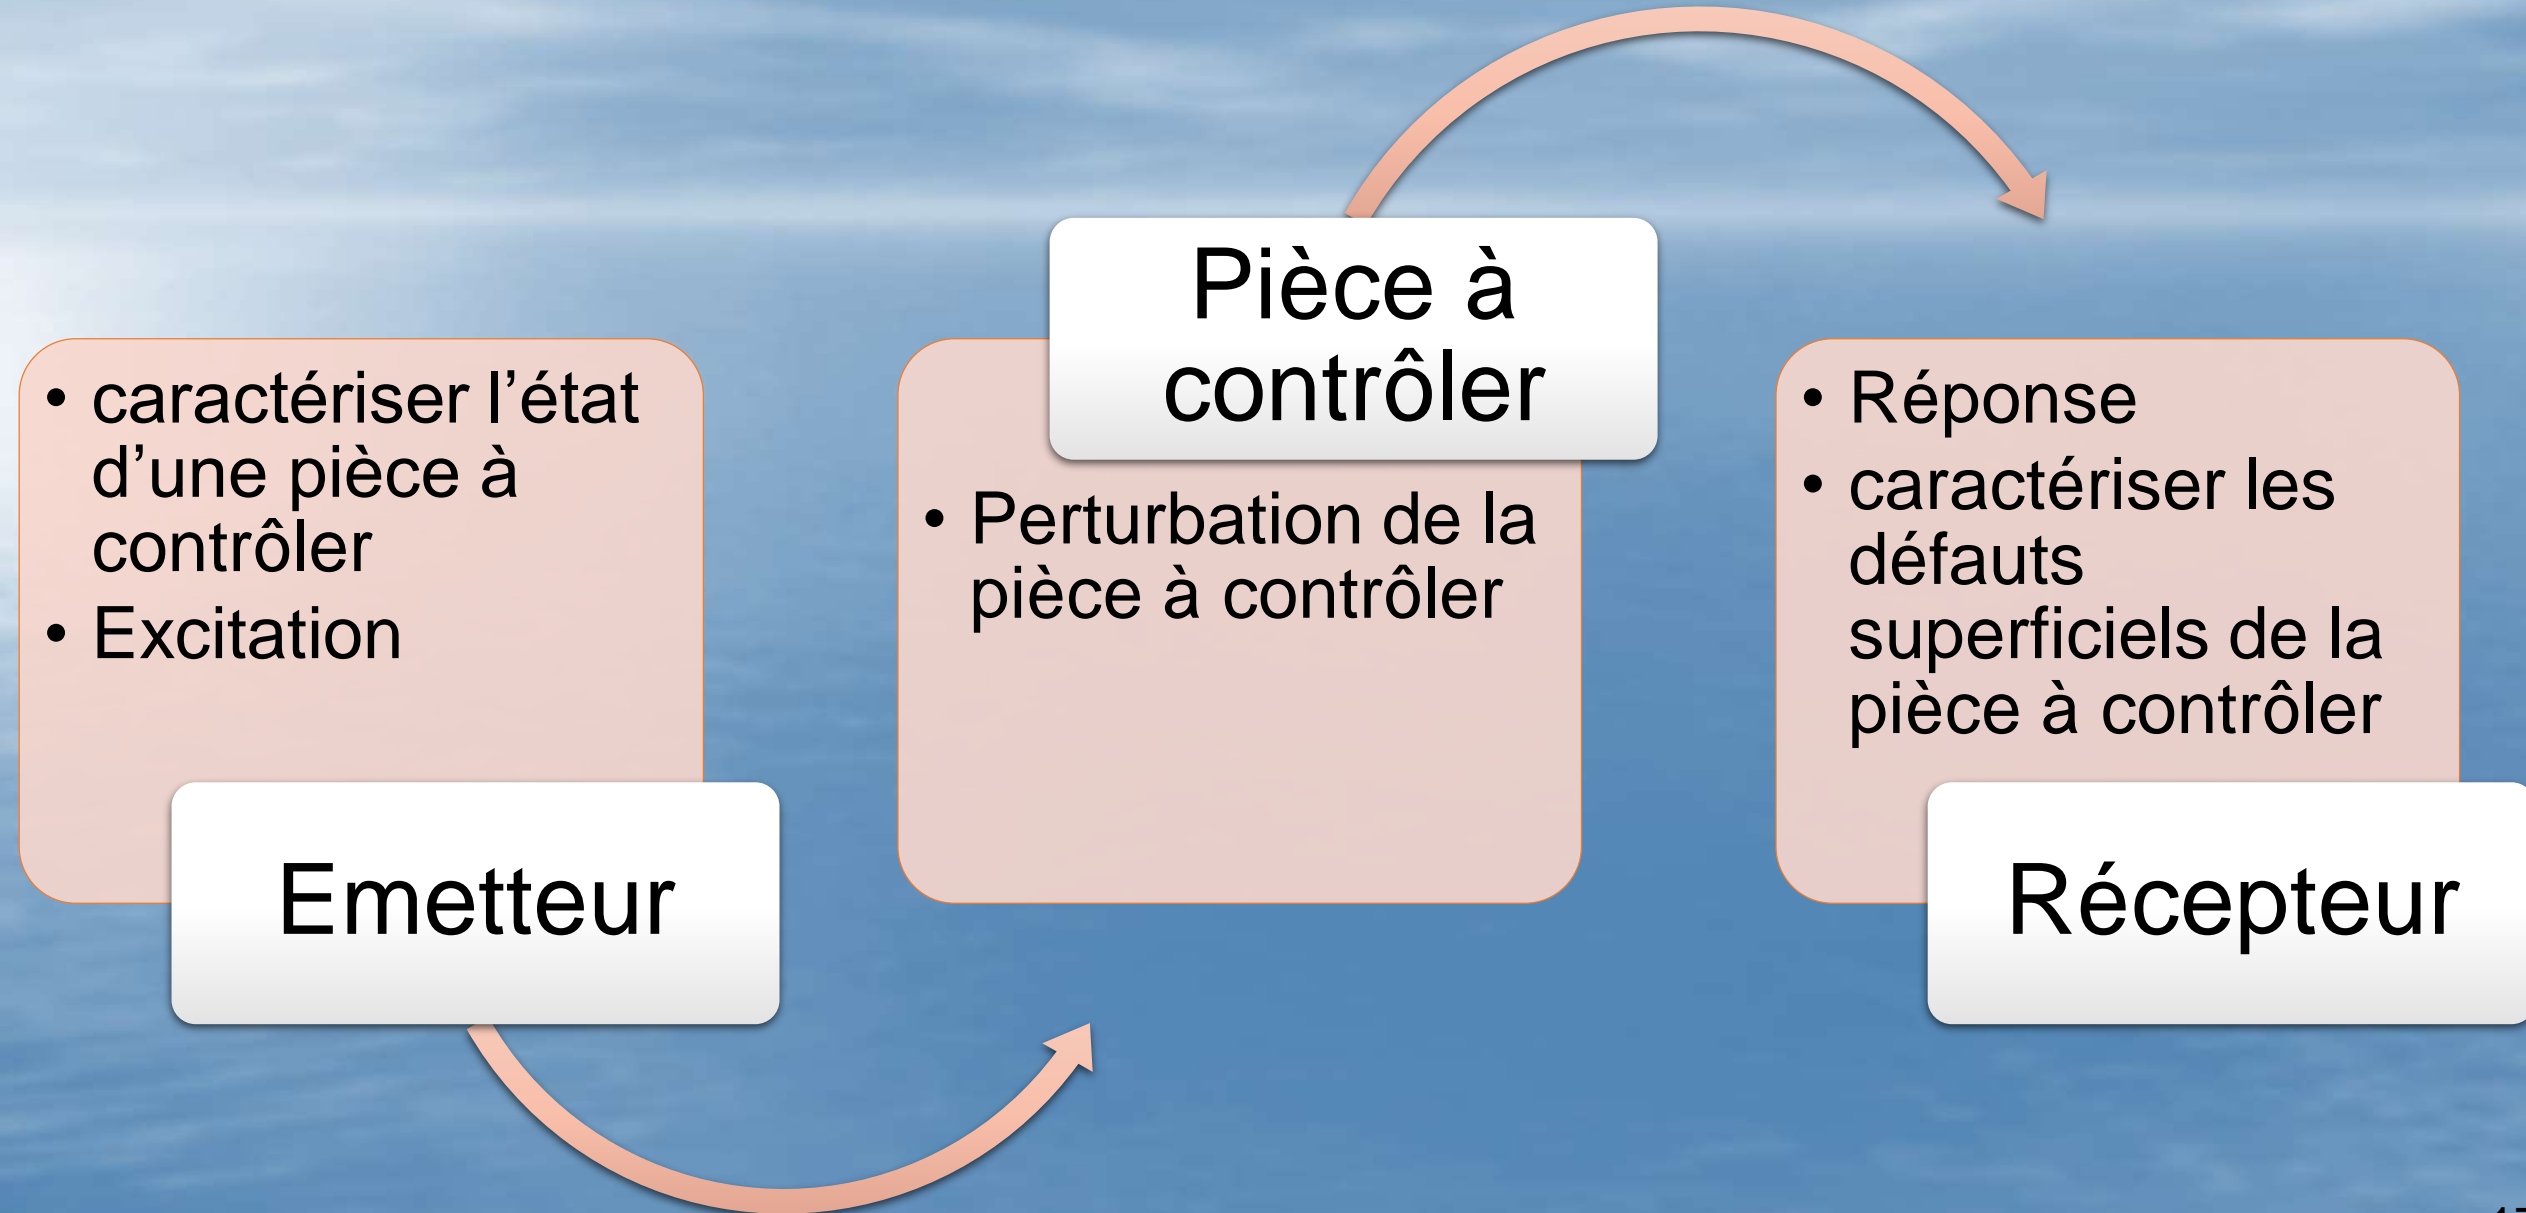 • caractériser l’état
d’une pièce à
contrôler
• Excitation
Emetteur
Pièce à
contrôler
• Perturbation de la
pièce à contrôler
• Réponse
• caractériser les
défauts
superficiels de la
pièce à contrôler
Récepteur